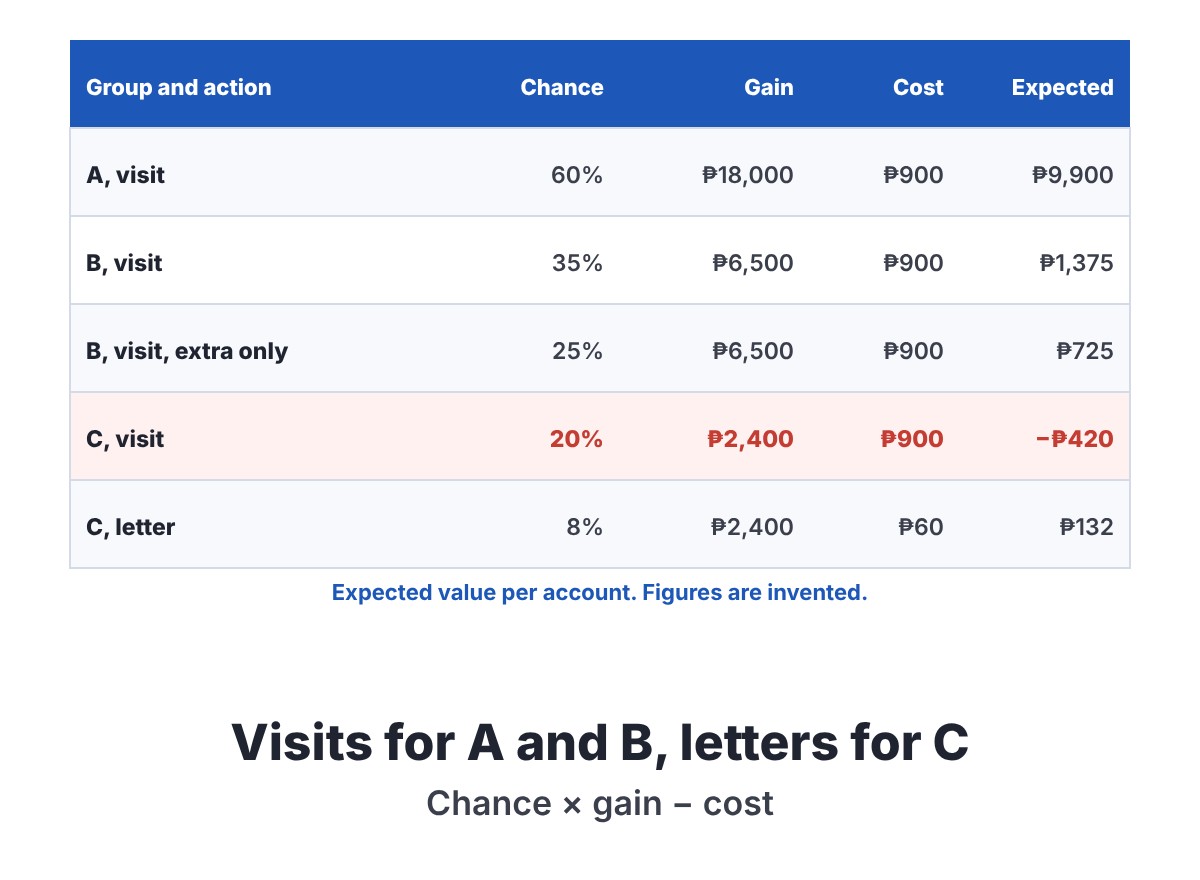 Group and action Chance Gain Cost Expected
A, visit 60% ₱18,000 ₱900 ₱9,900
B, visit 35% ₱6,500 ₱900 ₱1,375
B, visit, extra only 25% ₱6,500 ₱900 ₱725
C, visit 20% ₱2,400 ₱900 −₱420
C, letter 8% ₱2,400 ₱60 ₱132
Expected value per account. Figures are invented.
Visits for A and B, letters for C
Chance × gain − cost